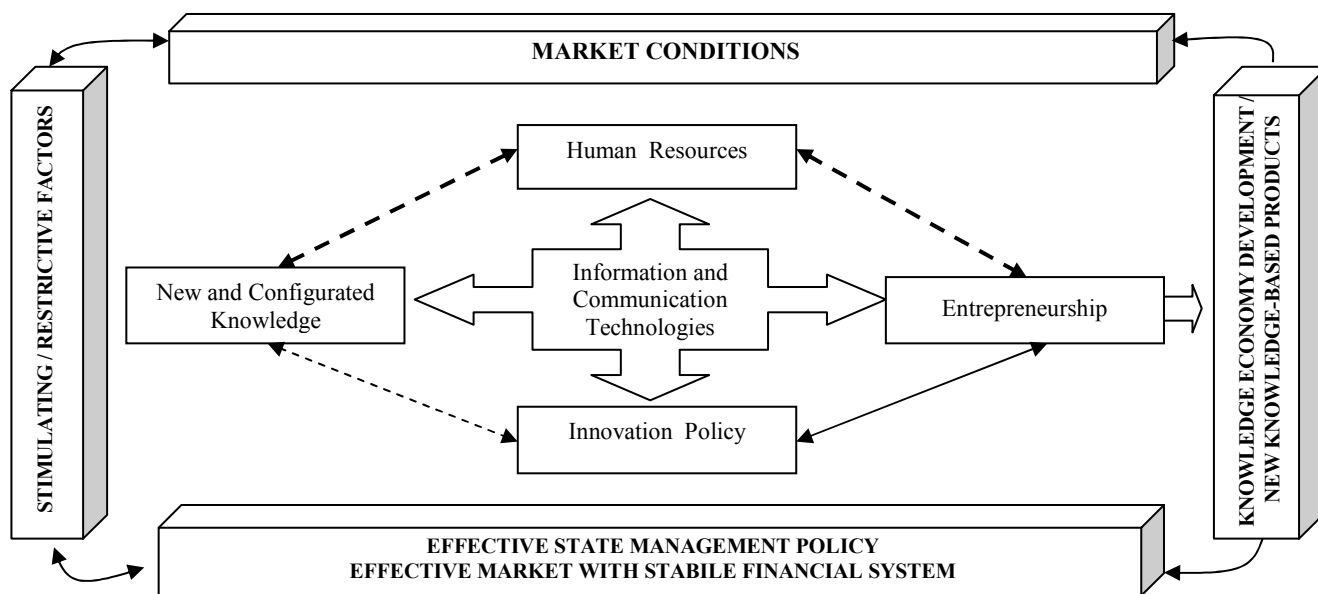 MARKET CONDITIONS
STIMULATING / RESTRICTIVE FACTORS
Human Resources
KNOWLEDGE ECONOMY DEVELOPMENT /
NEW KNOWLEDGE-BASED PRODUCTS
New and Configurated
Knowledge
Information and
Communication
Technologies
Entrepreneurship
Innovation Policy
EFFECTIVE STATE MANAGEMENT POLICY
EFFECTIVE MARKET WITH STABILE FINANCIAL SYSTEM